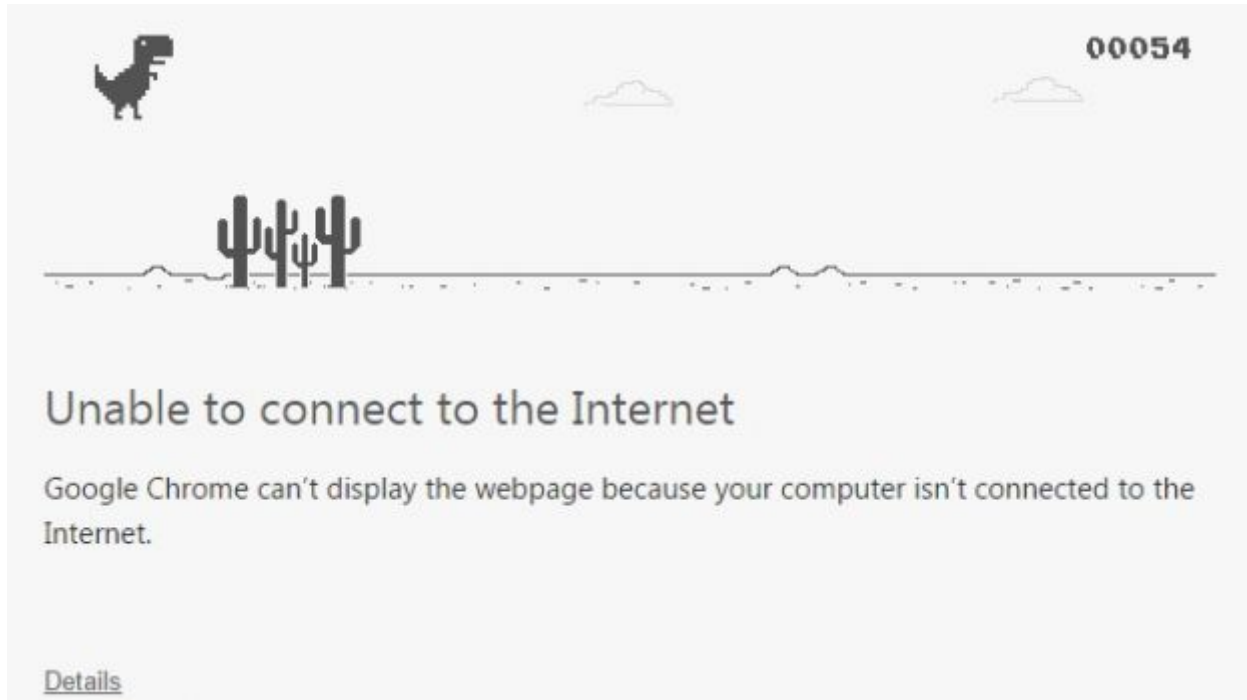 00054
Unable to connect to the Internet
Google Chrome can't display the webpage because your computer isn't connected to the
Internet.
Details